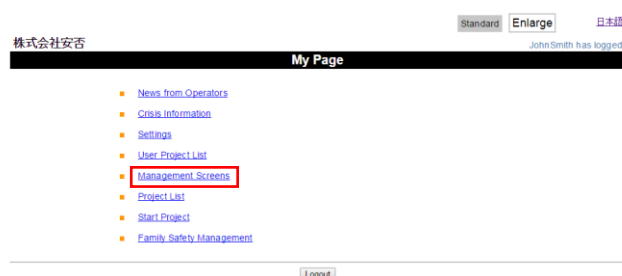 Standard Enlarge 日本語
株式会社安否
JohnSmith has logged
My Page
News from Operators
Crisis Information
Settings
User Project List
Management Screens
Project List
Start Project
Family Safety Management
Logout